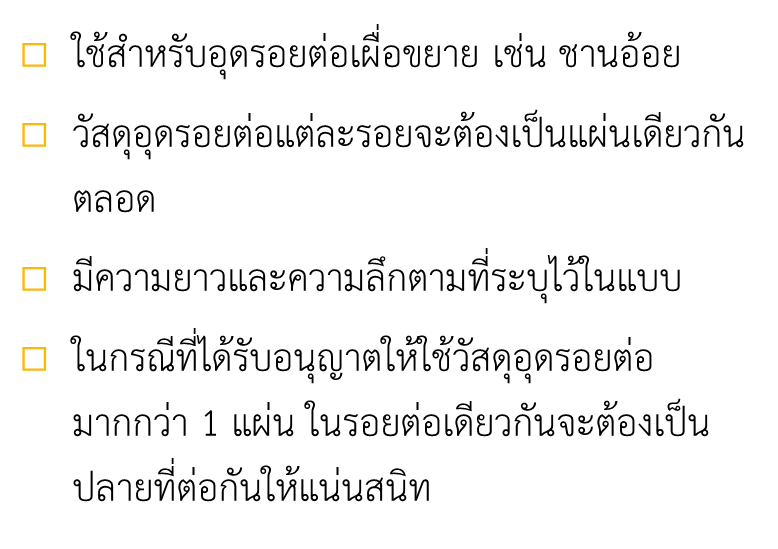 ใช้สำหรับอุดรอยต่อเผื่อขยาย เช่น ชานอ้อย
วัสดุอุดรอยต่อแต่ละรอยจะต้องเป็นแผ่นเดียวกัน
ตลอด
มีความยาวและความลึกตามที่ระบุไว้ในแบบ
ในกรณีที่ได้รับอนุญาตให้ใช้วัสดุอุดรอยต่อ
มากกว่า 1 แผ่น ในรอยต่อเดียวกันจะต้องเป็น
ปลายที่ต่อกันให้แน่นสนิท